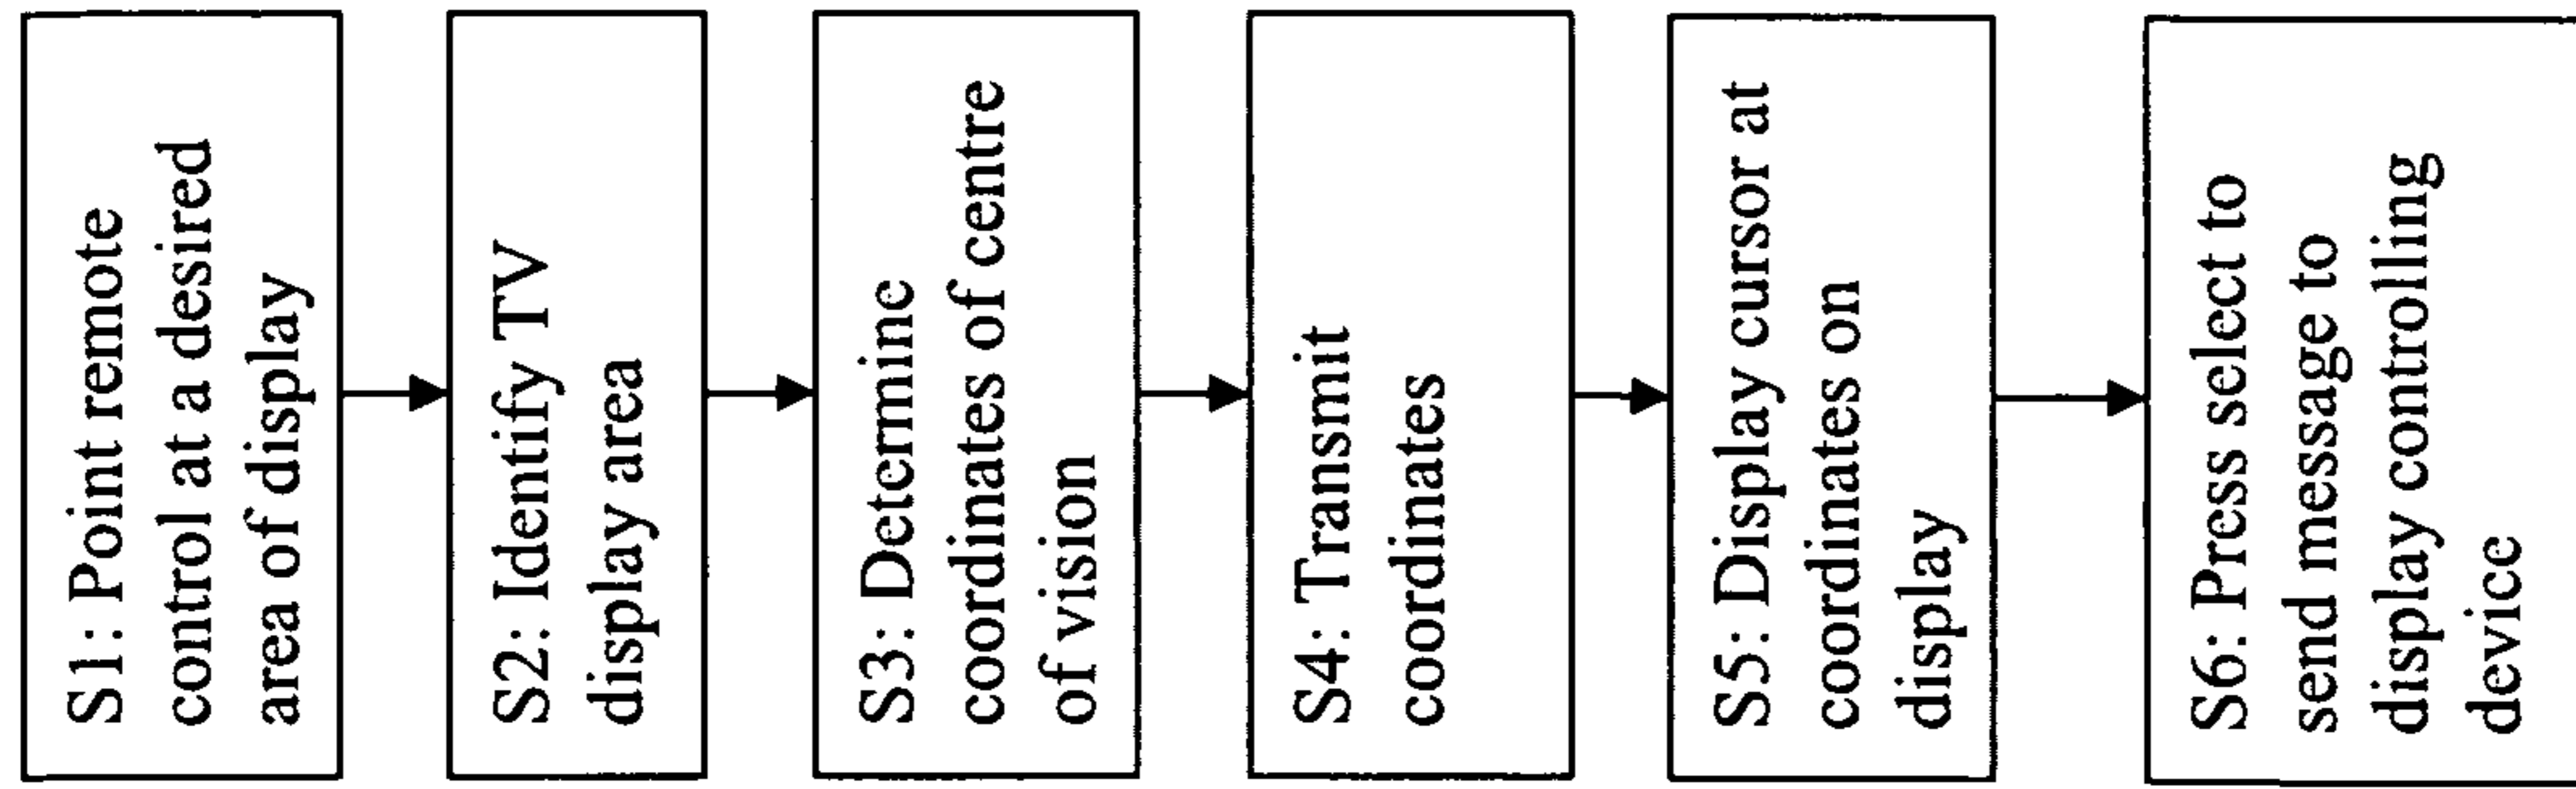 S1: Point remote
control at a desired
area of display
S2: Identify TV
display area
S3: Determine
coordinates of centre
of vision
S4: Transmit
coordinates
S5: Display cursor at
coordinates on
display
S6: Press select to
send message to
display controlling
device